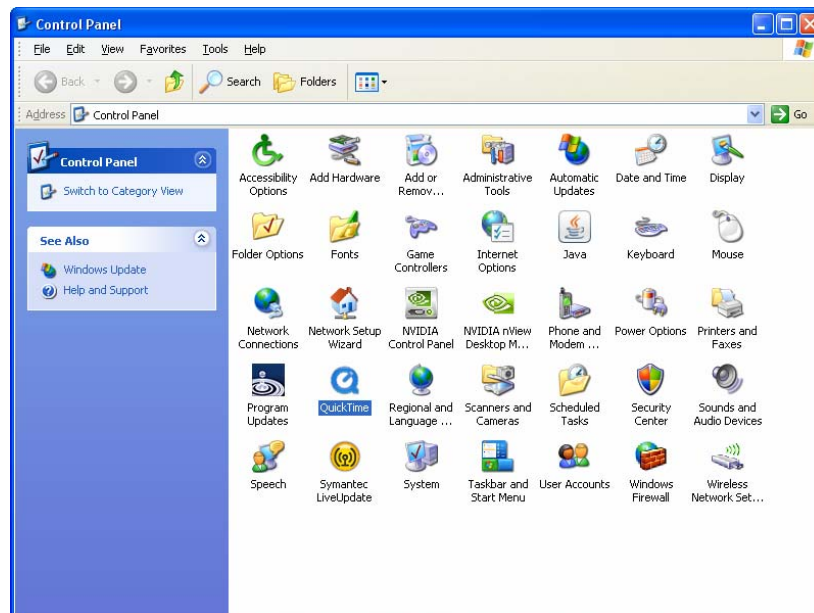 Control Panel
File Edit View Favorites Tools Help
Back Search Folders
Address Control Panel Go
Control Panel
Switch to Category View
See Also
Windows Update
Help and Support
Accessibility Options
Add Hardware
Add or Remov...
Administrative Tools
Automatic Updates
Date and Time
Display
Folder Options
Fonts
Game Controllers
Internet Options
Java
Keyboard
Mouse
Network Connections
Network Setup Wizard
NVIDIA Control Panel
NVIDIA nView Desktop M...
Phone and Modem ...
Power Options
Printers and Faxes
Program Updates
QuickTime
Regional and Language ...
Scanners and Cameras
Scheduled Tasks
Security Center
Sounds and Audio Devices
Speech
Symantec LiveUpdate
System
Taskbar and Start Menu
User Accounts
Windows Firewall
Wireless Network Set...